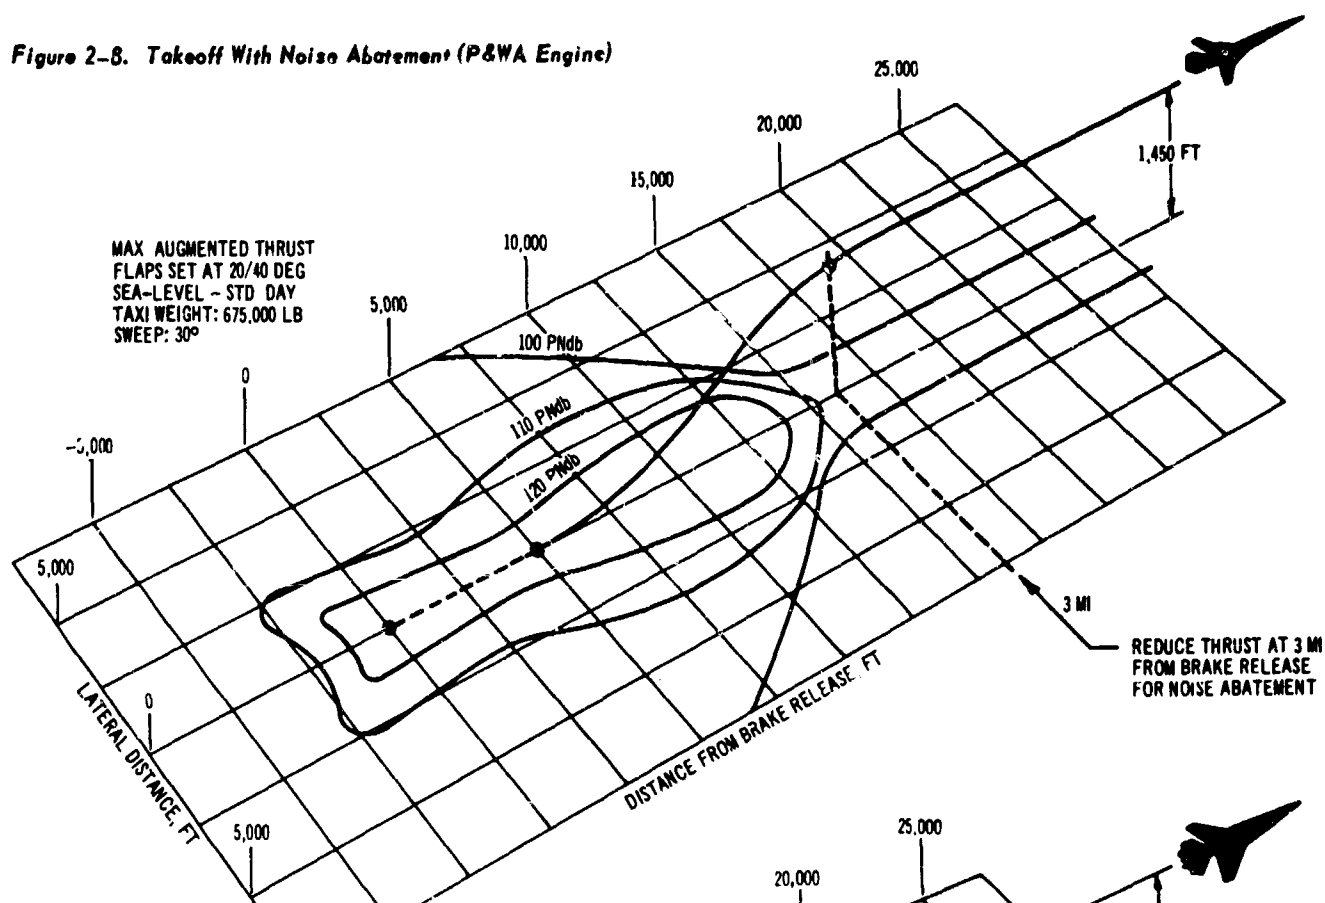 Figure 2-8. Takeoff With Noise Abatement (P&WA Engine)
25,000
20,000
1,450 FT
15,000
MAX AUGMENTED THRUST
FLAPS SET AT 20/40 DEG
SEA-LEVEL - STD DAY
TAXI WEIGHT: 675,000 LB
SWEEP: 30°
10,000
5,000
100 PNdb
0
110 PNdb
-5,000
120 PNdb
5,000
3 MI
REDUCE THRUST AT 3 MI
FROM BRAKE RELEASE
FOR NOISE ABATEMENT
0
LATERAL DISTANCE, FT
DISTANCE FROM BRAKE RELEASE, FT
5,000
25,000
20,000